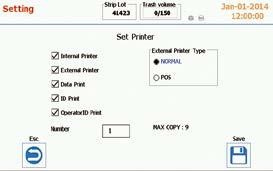 Setting
Strip Lot
41423
Trash volume
0/150
Jan-01-2014
12:00:00
Set Printer
Internal Printer
External Printer
Data Print
ID Print
OperatorID Print
External Printer Type
NORMAL
POS
Number
1
MAX COPY : 9
Esc
Save